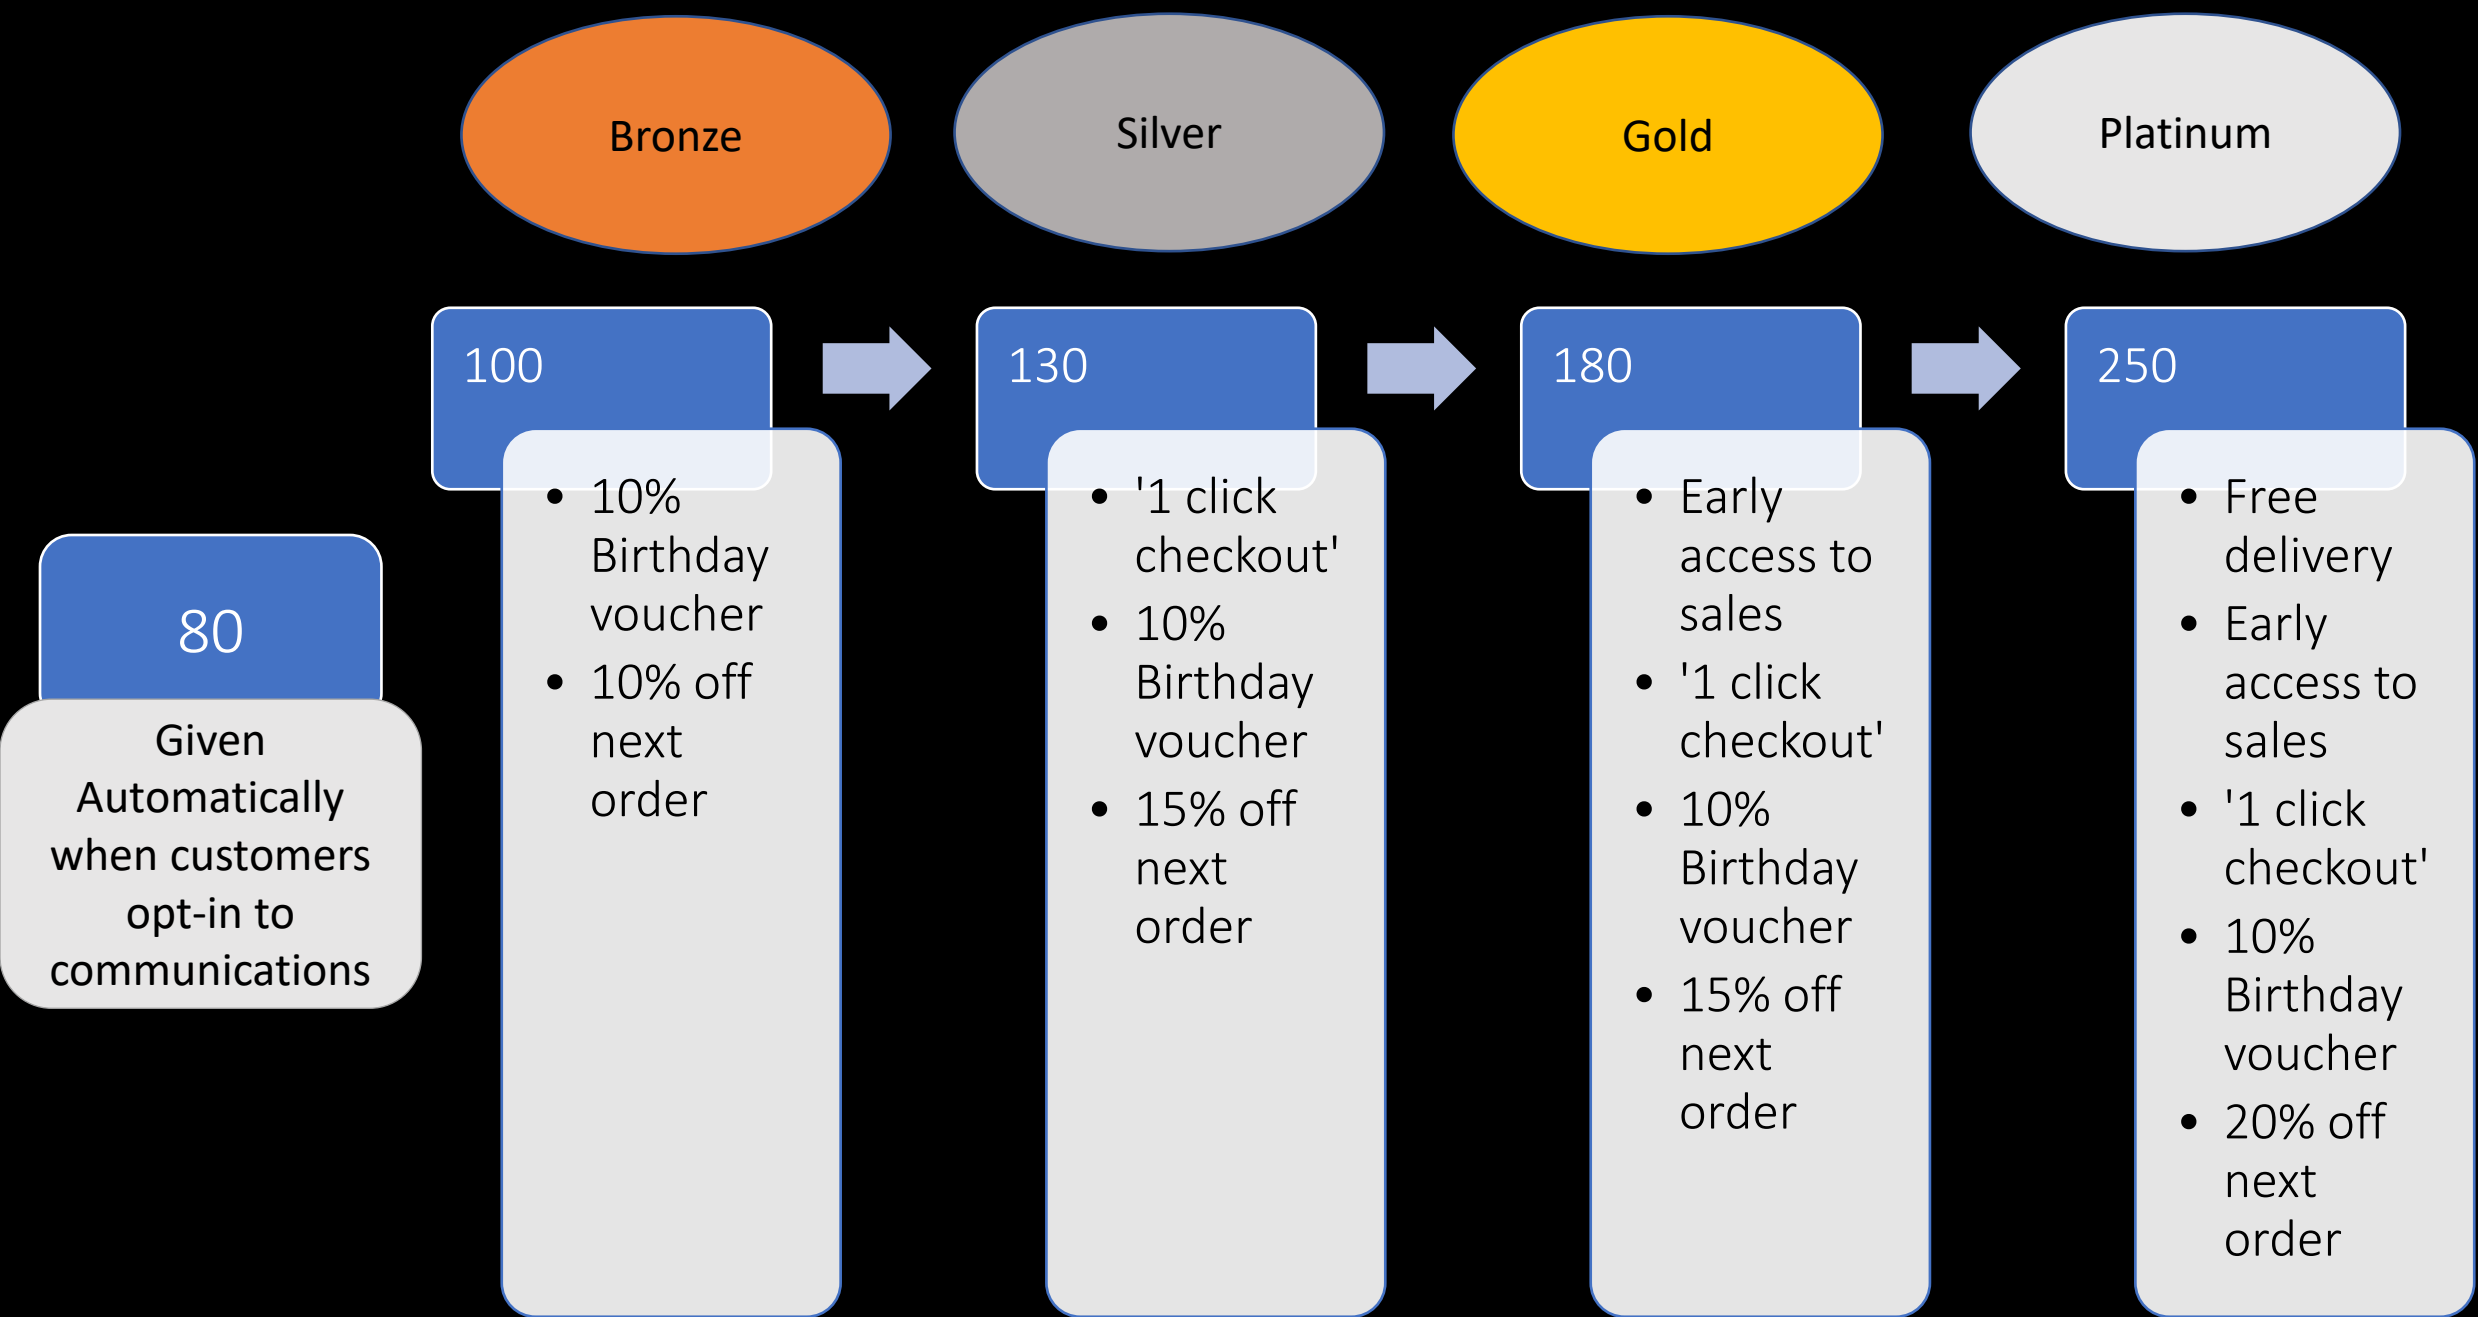 Bronze
Silver
Gold
Platinum
80
Given
Automatically
when customers
opt-in to
communications
100
• 10%
Birthday
voucher
• 10% off
next
order
130
• '1 click
checkout'
• 10%
Birthday
voucher
• 15% off
next
order
180
• Early
access to
sales
• '1 click
checkout'
• 10%
Birthday
voucher
• 15% off
next
order
250
• Free
delivery
• Early
access to
sales
• '1 click
checkout'
• 10%
Birthday
voucher
• 20% off
next
order